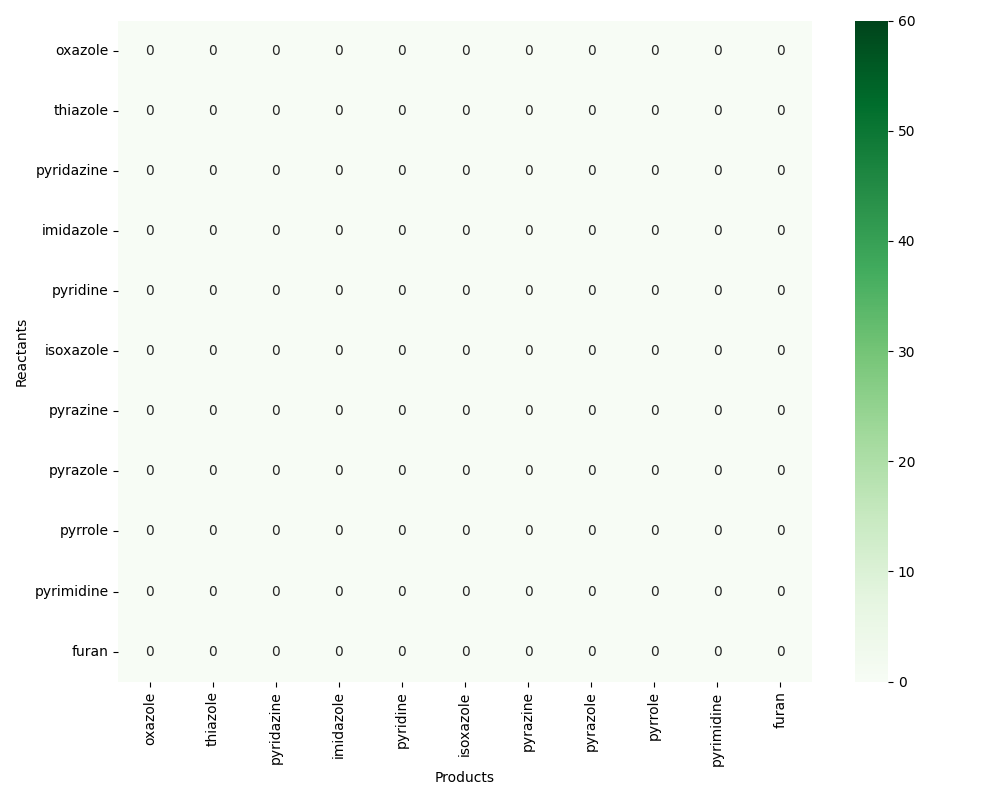 oxazole 0 0 0 0 0 0 0 0 0 0 0
thiazole 0 0 0 0 0 0 0 0 0 0 0
pyridazine 0 0 0 0 0 0 0 0 0 0 0
imidazole 0 0 0 0 0 0 0 0 0 0 0
pyridine 0 0 0 0 0 0 0 0 0 0 0
isoxazole 0 0 0 0 0 0 0 0 0 0 0
pyrazine 0 0 0 0 0 0 0 0 0 0 0
pyrazole 0 0 0 0 0 0 0 0 0 0 0
pyrrole 0 0 0 0 0 0 0 0 0 0 0
pyrimidine 0 0 0 0 0 0 0 0 0 0 0
furan 0 0 0 0 0 0 0 0 0 0 0
Reactants
oxazole
thiazole
pyridazine
imidazole
pyridine
isoxazole
pyrazine
pyrazole
pyrrole
pyrimidine
furan
Products
60
50
40
30
20
10
0